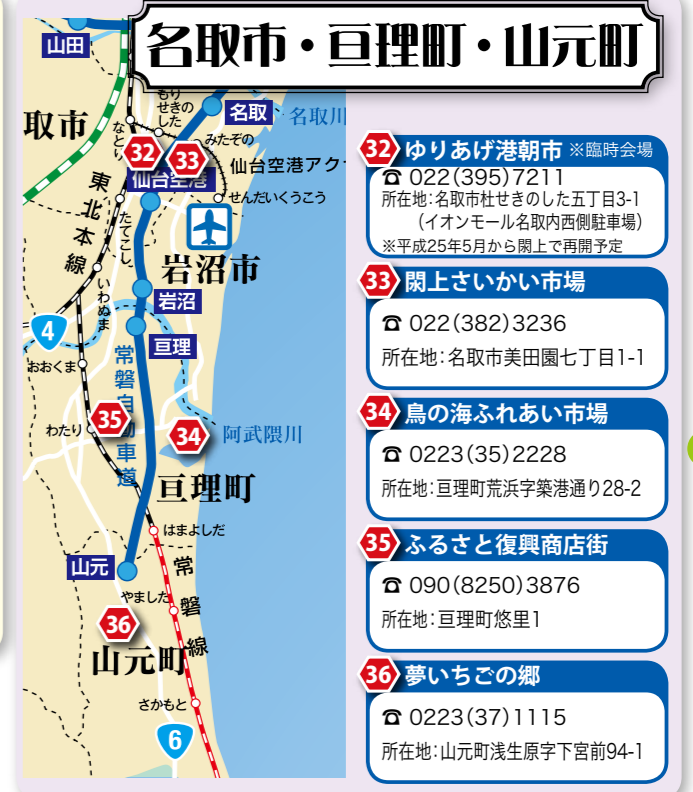 名取市・亘理町・山元町
山田
もり
せきの
した
名取
名取川
取市
なとり
みたぞの
32
33
仙台空港アク
仙台空港
せんだいくうこう
東北本線
たてこし
岩沼市
いわぬま
岩沼
4
亘理
おおくま
常磐自動車道
35
わたり
34
阿武隈川
亘理町
はまよしだ
山元
常磐線
やました
36
山元町
さかもと
6
32 ゆりあげ港朝市 ※臨時会場
☎ 022(395)7211
所在地:名取市杜せきのした五丁目3-1
(イオンモール名取内西側駐車場)
※平成25年5月から閖上で再開予定
33 閖上さいかい市場
☎ 022(382)3236
所在地:名取市美田園七丁目1-1
34 鳥の海ふれあい市場
☎ 0223(35)2228
所在地:亘理町荒浜字築港通り28-2
35 ふるさと復興商店街
☎ 090(8250)3876
所在地:亘理町悠里1
36 夢いちごの郷
☎ 0223(37)1115
所在地:山元町浅生原字下宮前94-1